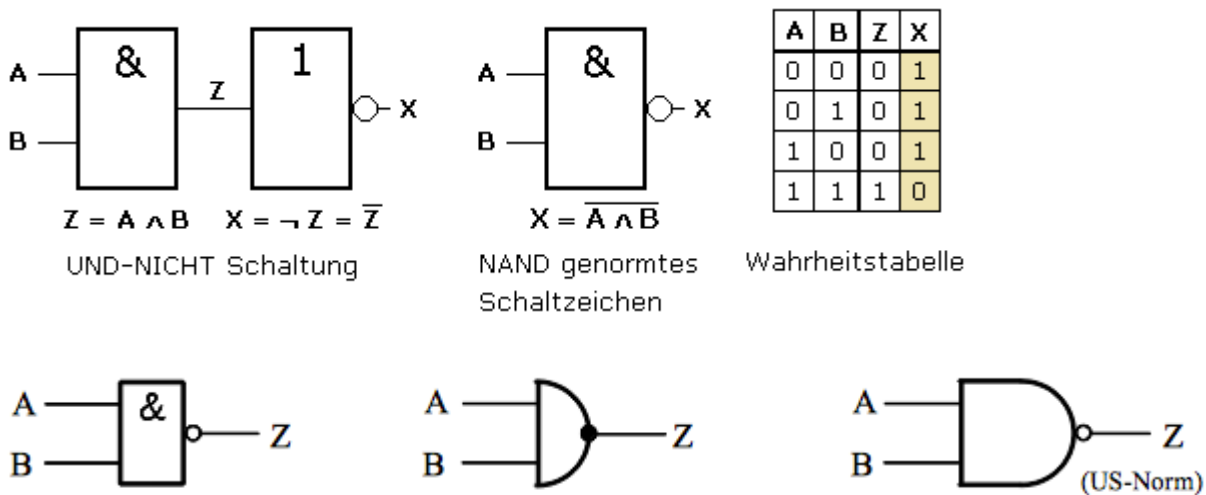 A
B
&
Z
1
X
Z = A ∧ B X = ¬ Z = Z̅
UND-NICHT Schaltung
A
B
&
X
X = A̅ ̅∧̅ ̅B̅
NAND genormtes
Schaltzeichen
A B Z X
0 0 0 1
0 1 0 1
1 0 0 1
1 1 1 0
Wahrheitstabelle
A
B
&
Z
A
B
Z
A
B
Z
(US-Norm)